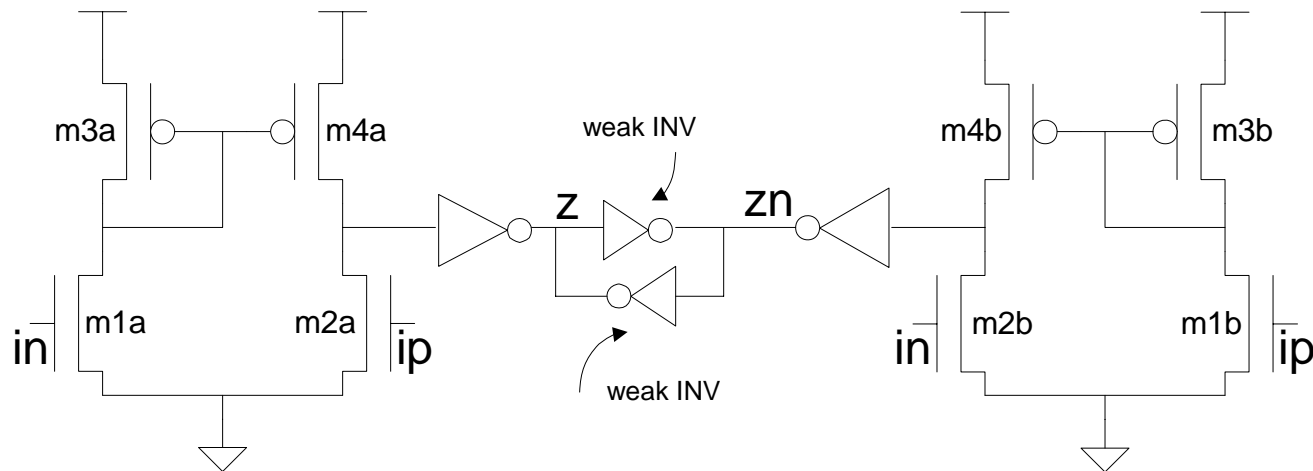 m3a
m4a
weak INV
m4b
m3b
z
zn
in
m1a
m2a
ip
in
m2b
m1b
ip
weak INV